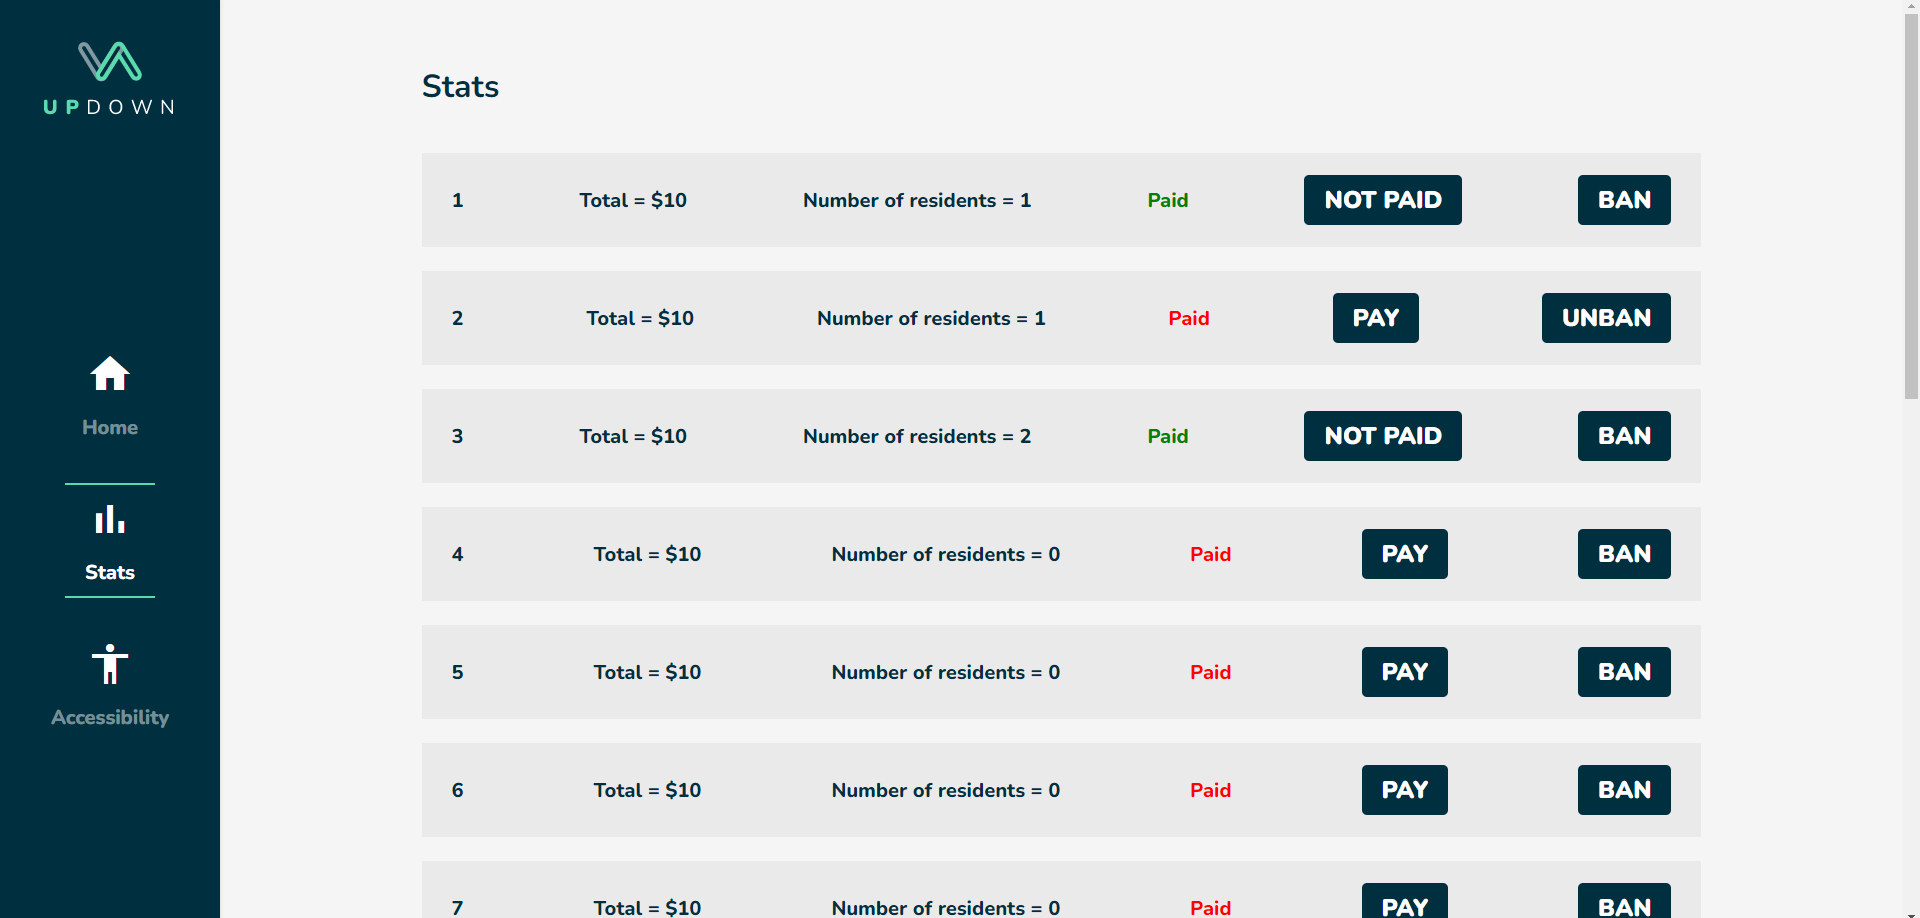 UPDOWN
Home
Stats
Accessibility
Stats
1 Total = $10 Number of residents = 1 Paid NOT PAID BAN
2 Total = $10 Number of residents = 1 Paid PAY UNBAN
3 Total = $10 Number of residents = 2 Paid NOT PAID BAN
4 Total = $10 Number of residents = 0 Paid PAY BAN
5 Total = $10 Number of residents = 0 Paid PAY BAN
6 Total = $10 Number of residents = 0 Paid PAY BAN
7 Total = $10 Number of residents = 0 Paid PAY BAN